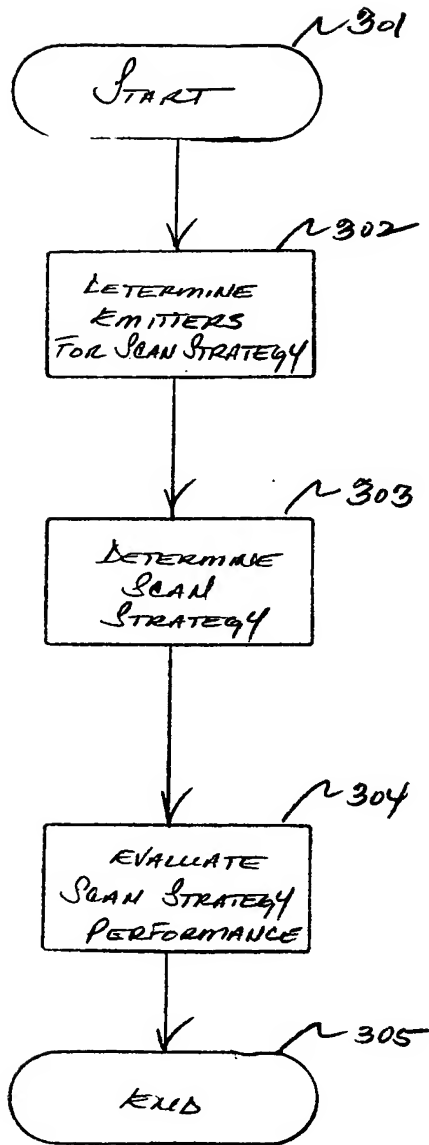 301
START
302
DETERMINE
EMITTERS
FOR SCAN STRATEGY
303
DETERMINE
SCAN
STRATEGY
304
EVALUATE
SCAN STRATEGY
PERFORMANCE
305
END